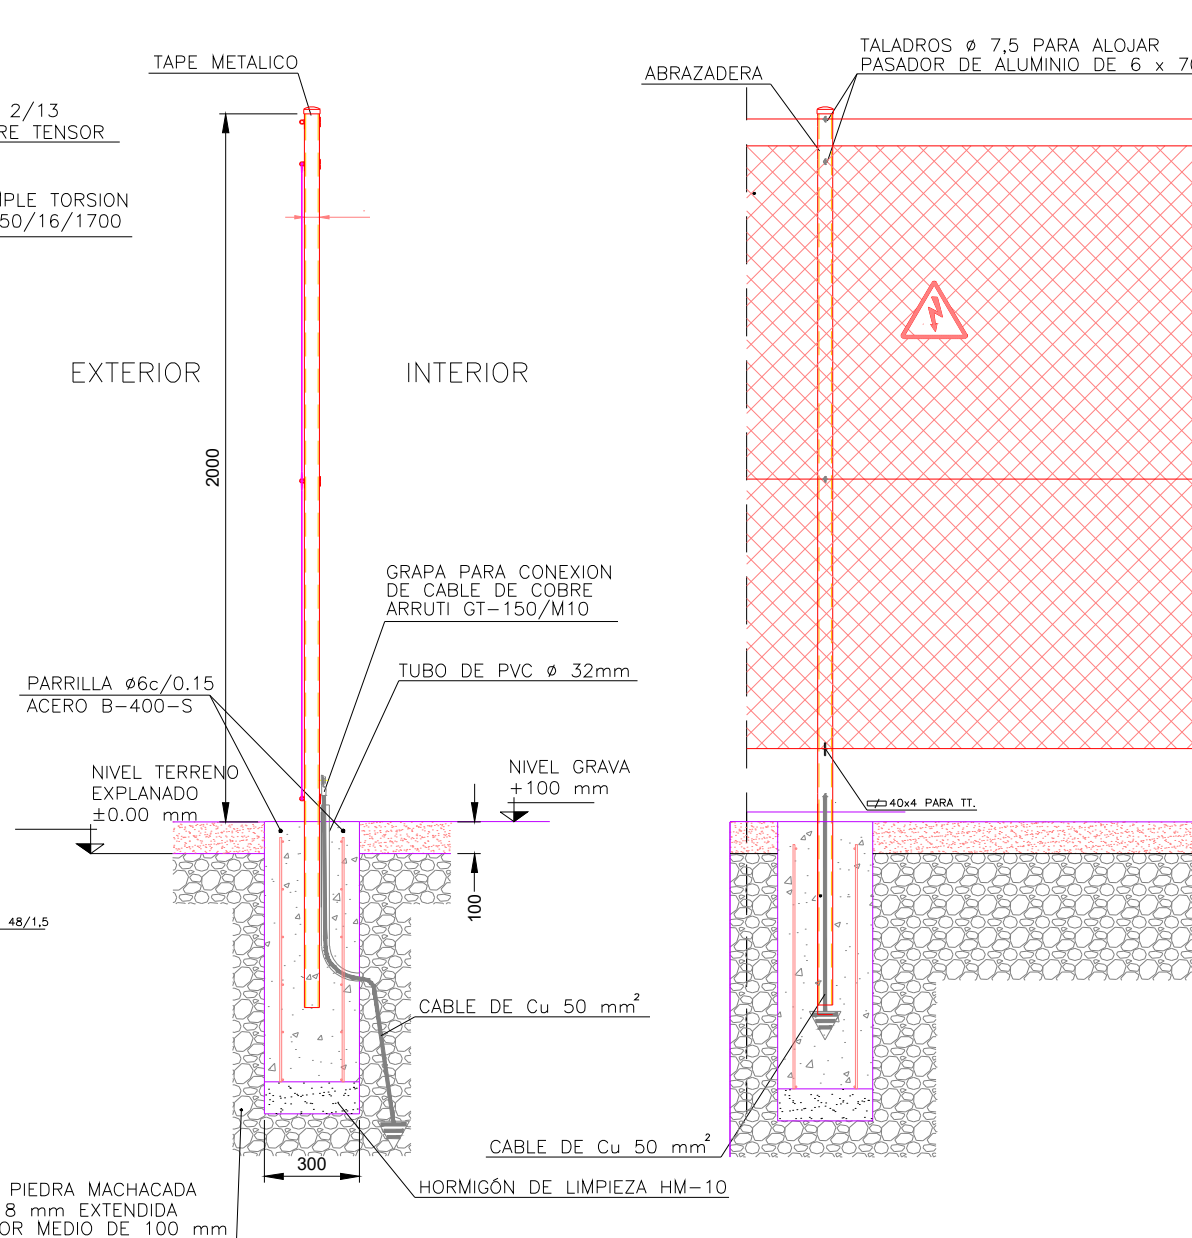 TAPE METALICO
2/13
RE TENSOR
PLE TORSION
50/16/1700
EXTERIOR
INTERIOR
2000
GRAPA PARA CONEXION
DE CABLE DE COBRE
ARRUTI GT-150/M10
TUBO DE PVC ø 32mm
PARRILLA ø6c/0.15
ACERO B-400-S
NIVEL TERRENO
EXPLANADO
±0.00 mm
NIVEL GRAVA
+100 mm
100
48/1,5
CABLE DE Cu 50 mm²
300
HORMIGÓN DE LIMPIEZA HM-10
PIEDRA MACHACADA
8 mm EXTENDIDA
OR MEDIO DE 100 mm
ABRAZADERA
TALADROS ø 7,5 PARA ALOJAR
PASADOR DE ALUMINIO DE 6 x 70
40x4 PARA TT.
CABLE DE Cu 50 mm²